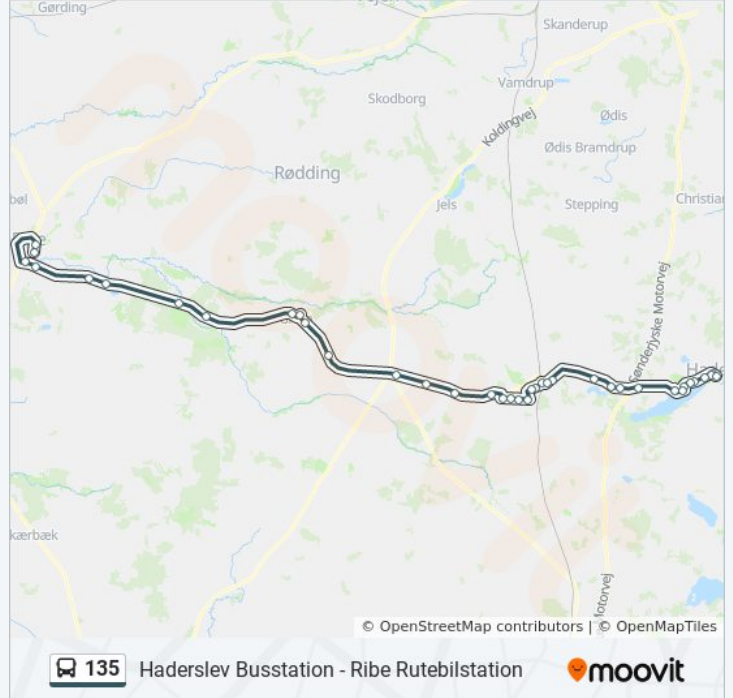 Gørding
Skanderup
Vamdrup
Skodborg
Koldingvej
Ødis
Ødis Bramdrup
Rødding
Jels
Stepping
Christian
bøl
Sønderjyske Motorvej
kærbæk
Motorvej
© OpenStreetMap contributors | © OpenMapTiles
135 Haderslev Busstation - Ribe Rutebilstation moovit